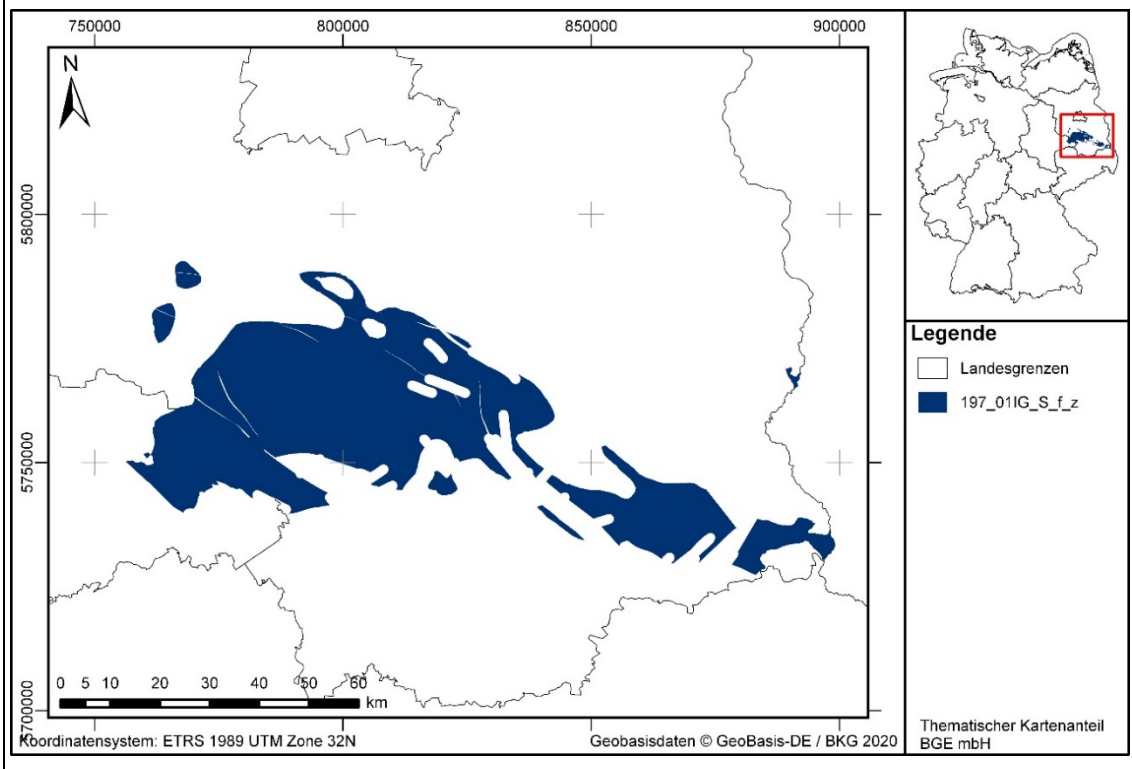 750000
800000
850000
900000
N
5800000
5750000
5700000
0 5 10 20 30 40 50 60
km
Koordinatensystem: ETRS 1989 UTM Zone 32N
Geobasisdaten © GeoBasis-DE / BKG 2020
Legende
Landesgrenzen
197_01IG_S_f_z
Thematischer Kartenanteil
BGE mbH